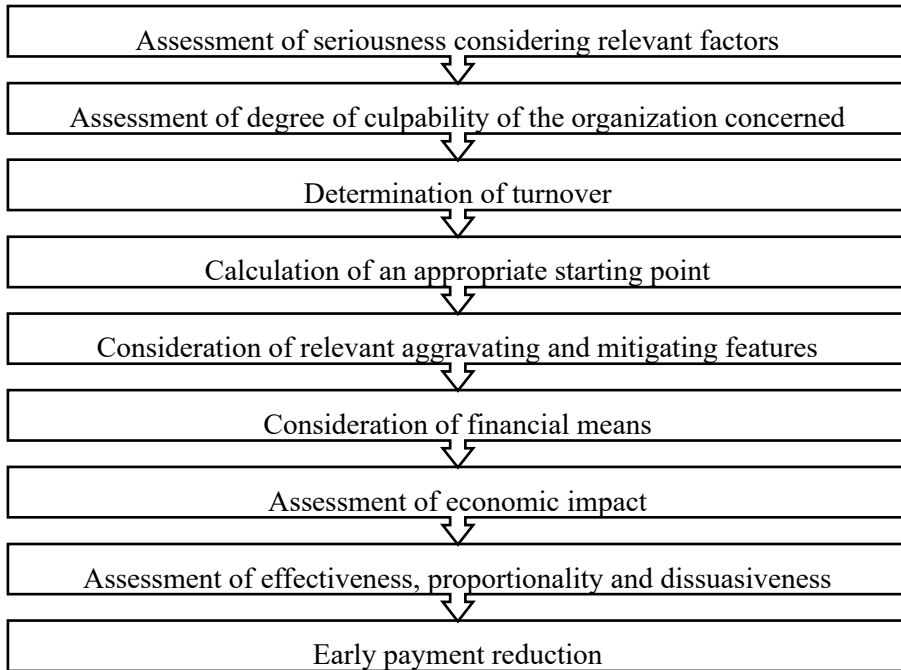 Assessment of seriousness considering relevant factors
Assessment of degree of culpability of the organization concerned
Determination of turnover
Calculation of an appropriate starting point
Consideration of relevant aggravating and mitigating features
Consideration of financial means
Assessment of economic impact
Assessment of effectiveness, proportionality and dissuasiveness
Early payment reduction